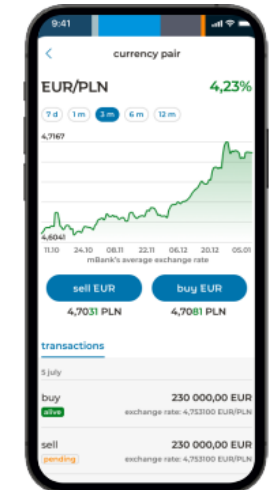 9:41
currency pair
EUR/PLN 4,23%
7 d 1 m 3 m 6 m 12 m
4,7167
4,6041
11.10 24.10 08.11 22.11 06.12 20.12 05.01
mBank's average exchange rate
sell EUR buy EUR
4,7031 PLN 4,7081 PLN
transactions
5 july
buy 230 000,00 EUR
alive exchange rate: 4,753100 EUR/PLN
sell 230 000,00 EUR
pending exchange rate: 4,753100 EUR/PLN